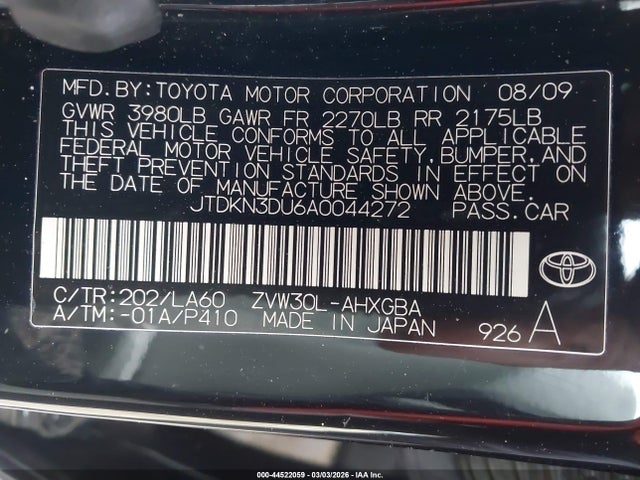 MFD. BY: TOYOTA MOTOR CORPORATION 08/09
GVWR 3980LB GAWR FR 2270LB RR 2175LB
THIS VEHICLE CONFORMS TO ALL APPLICABLE
FEDERAL MOTOR VEHICLE SAFETY, BUMPER, AND
THEFT PREVENTION STANDARDS IN EFFECT ON
THE DATE OF MANUFACTURE SHOWN ABOVE.
JTDKN3DU6A0044272 PASS. CAR
C/TR: 202/LA60 ZVW30L-AHXGBA
A/TM: -01A/P410 MADE IN JAPAN 926 A
000-44522059 - 03/03/2026 - IAA Inc.